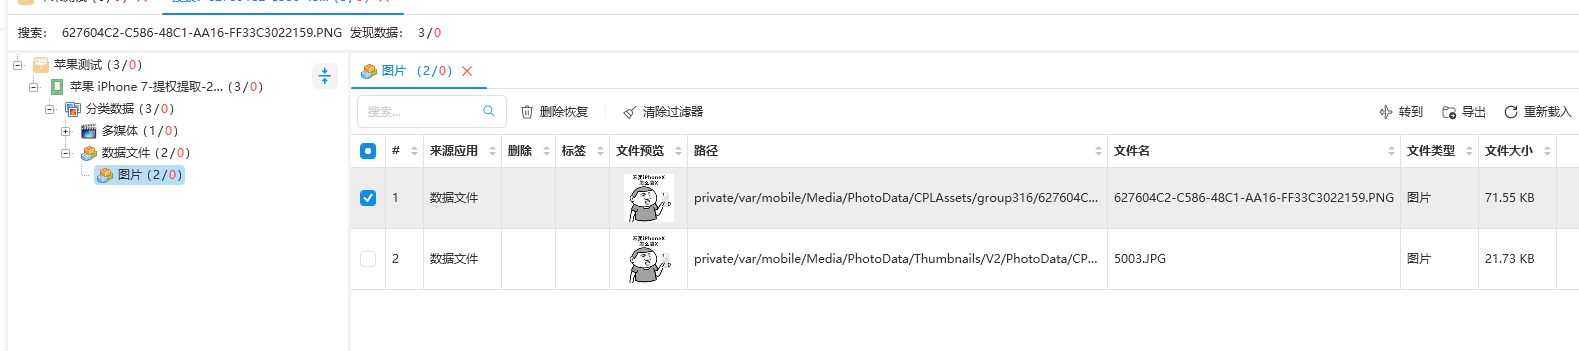 搜索： 627604C2-C586-48C1-AA16-FF33C3022159.PNG 发现数据： 3/0
苹果测试 (3/0)
苹果 iPhone 7-提权提取-2... (3/0)
分类数据 (3/0)
多媒体 (1/0)
数据文件 (2/0)
图片 (2/0)
图片 (2/0)
搜索... 删除恢复 清除过滤器 转到 导出 重新载入
# 来源应用 删除 标签 文件预览 路径 文件名 文件类型 文件大小
1 数据文件 private/var/mobile/Media/PhotoData/CPLAssets/group316/627604C... 627604C2-C586-48C1-AA16-FF33C3022159.PNG 图片 71.55 KB
2 数据文件 private/var/mobile/Media/PhotoData/Thumbnails/V2/PhotoData/CP... 5003.JPG 图片 21.73 KB